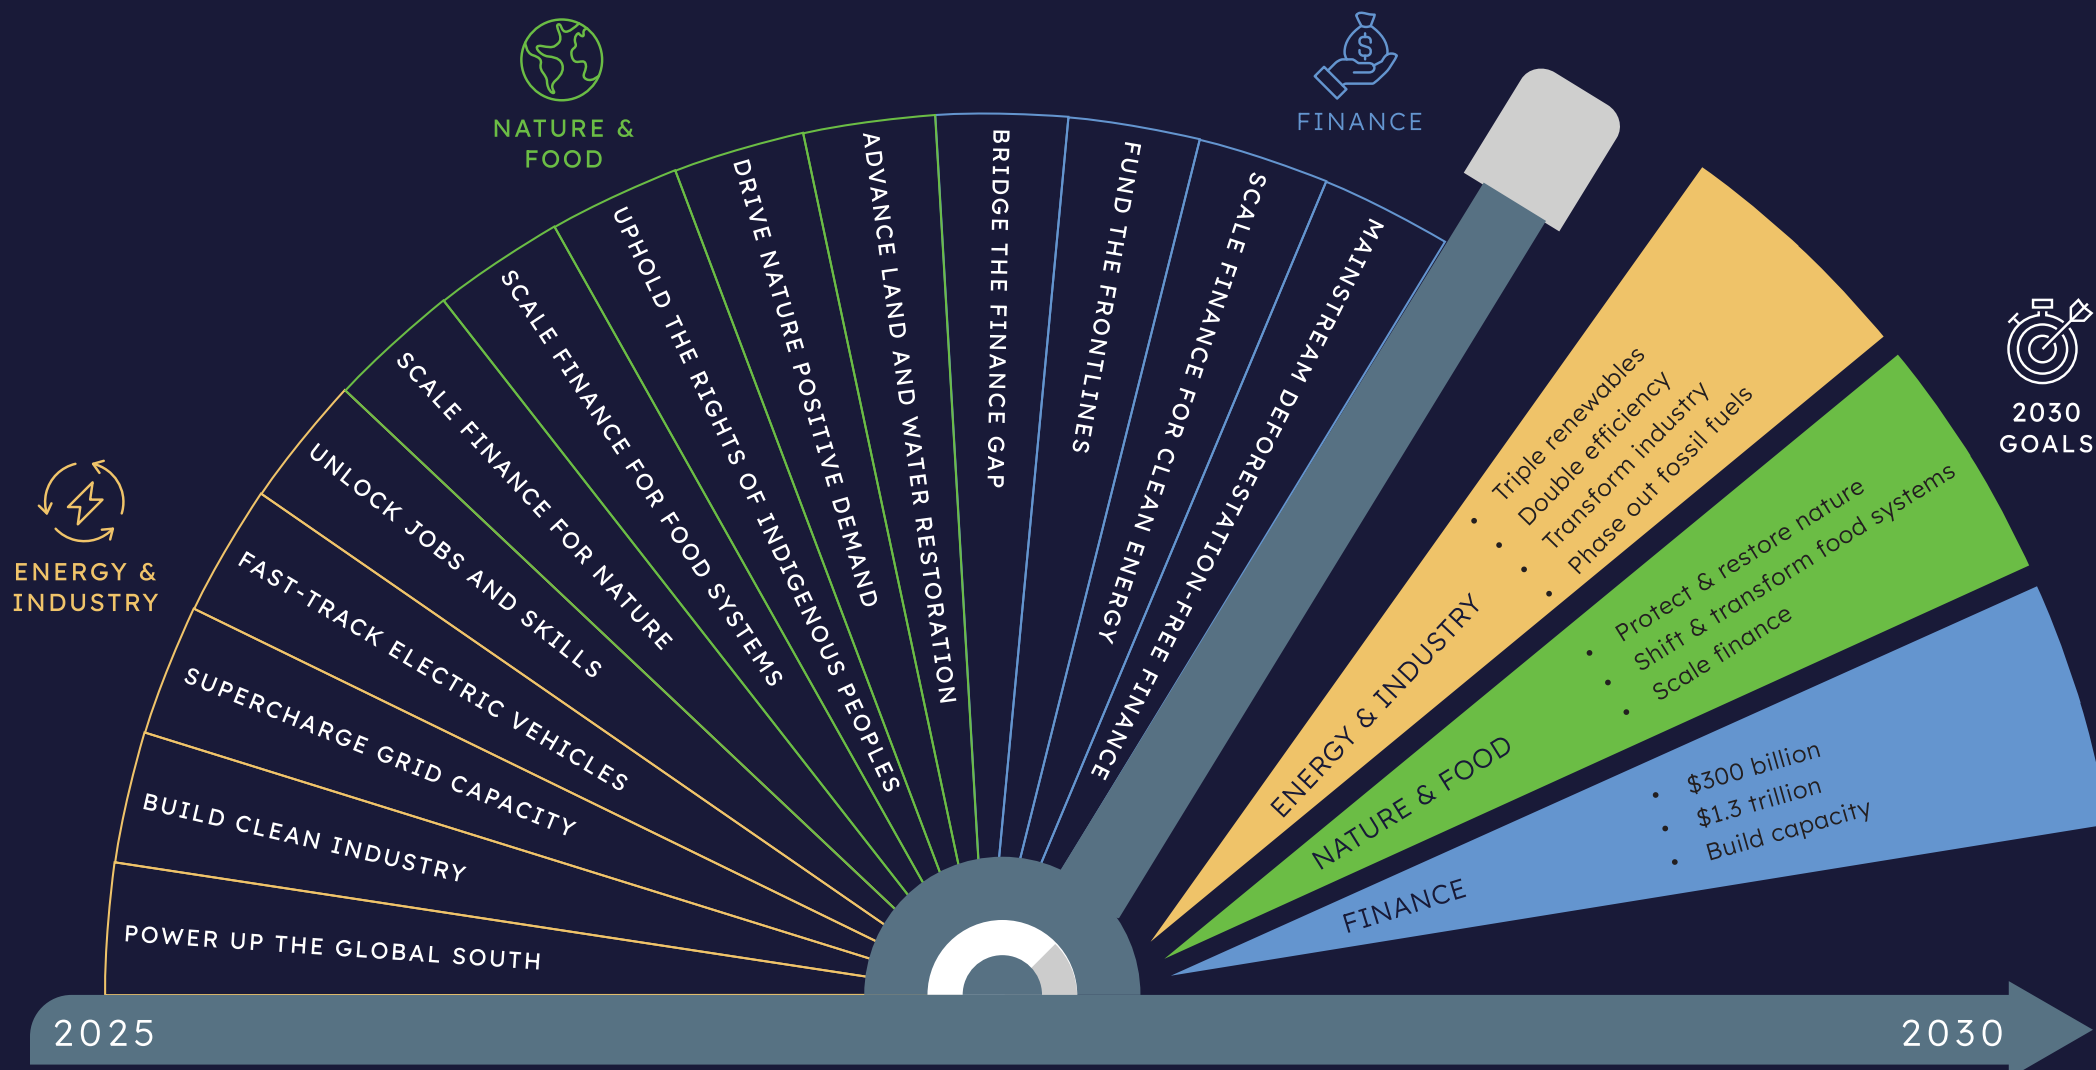 ENERGY &
INDUSTRY
POWER UP THE GLOBAL SOUTH
BUILD CLEAN INDUSTRY
SUPERCHARGE GRID CAPACITY
FAST-TRACK ELECTRIC VEHICLES
UNLOCK JOBS AND SKILLS
NATURE &
FOOD
SCALE FINANCE FOR NATURE
SCALE FINANCE FOR FOOD SYSTEMS
UPHOLD THE RIGHTS OF INDIGENOUS PEOPLES
DRIVE NATURE POSITIVE DEMAND
ADVANCE LAND AND WATER RESTORATION
$
FINANCE
BRIDGE THE FINANCE GAP
FUND THE FRONTLINES
SCALE FINANCE FOR CLEAN ENERGY
MAINSTREAM DEFORESTATION-FREE FINANCE
2030
GOALS
ENERGY & INDUSTRY
• Triple renewables
• Double efficiency
• Transform industry
• Phase out fossil fuels
NATURE & FOOD
• Protect & restore nature
• Shift & transform food systems
• Scale finance
FINANCE
• $300 billion
• $1.3 trillion
• Build capacity
2025
2030